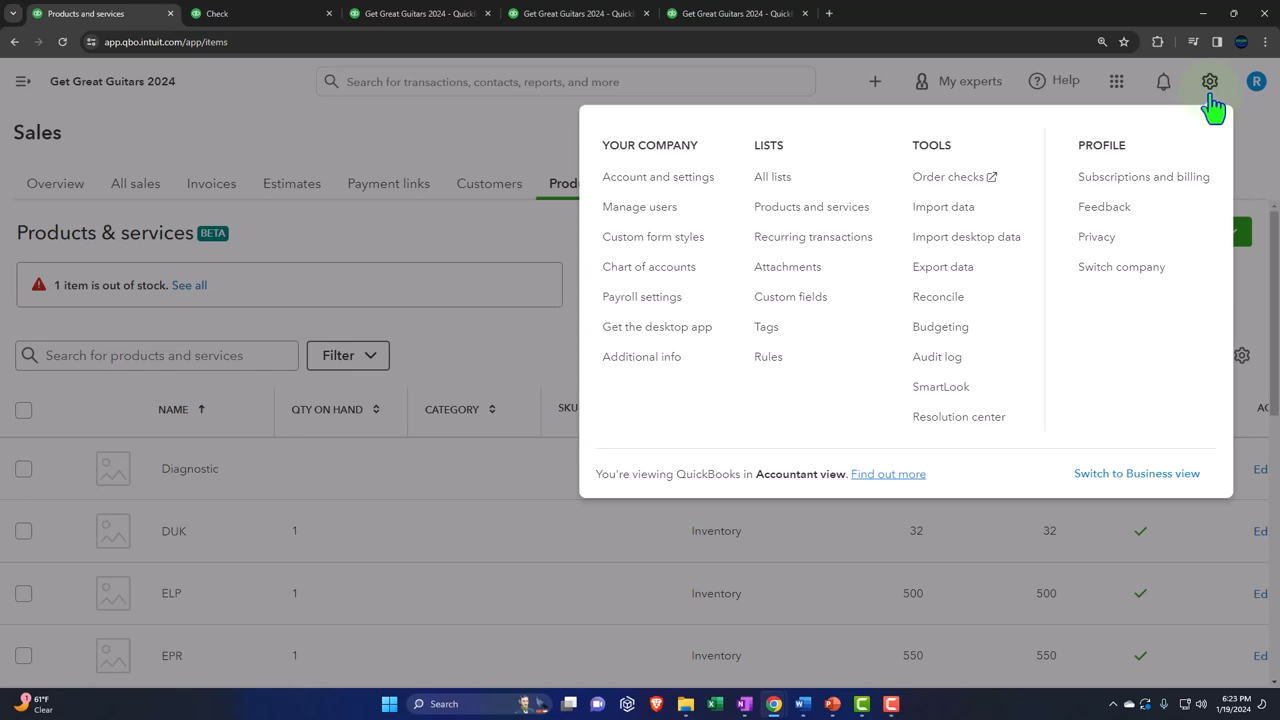 Products and services
Check
Get Great Guitars 2024 - QuickB
Get Great Guitars 2024 - QuickB
Get Great Guitars 2024 - QuickB
app.qbo.intuit.com/app/items
Get Great Guitars 2024
Search for transactions, contacts, reports, and more
My experts
Help
R
Sales
Overview
All sales
Invoices
Estimates
Payment links
Customers
Produ
YOUR COMPANY
Account and settings
Manage users
Custom form styles
Chart of accounts
Payroll settings
Get the desktop app
Additional info
LISTS
All lists
Products and services
Recurring transactions
Attachments
Custom fields
Tags
Rules
TOOLS
Order checks
Import data
Import desktop data
Export data
Reconcile
Budgeting
Audit log
SmartLook
Resolution center
PROFILE
Subscriptions and billing
Feedback
Privacy
Switch company
You're viewing QuickBooks in Accountant view. Find out more
Switch to Business view
Products & services BETA
1 item is out of stock. See all
Search for products and services
Filter
NAME QTY ON HAND CATEGORY SKU AC
Diagnostic Ed
DUK 1 Inventory 32 32 Ed
ELP 1 Inventory 500 500 Ed
EPR 1 Inventory 550 550 Ed
61°F
Clear
Search
6:23 PM
1/19/2024